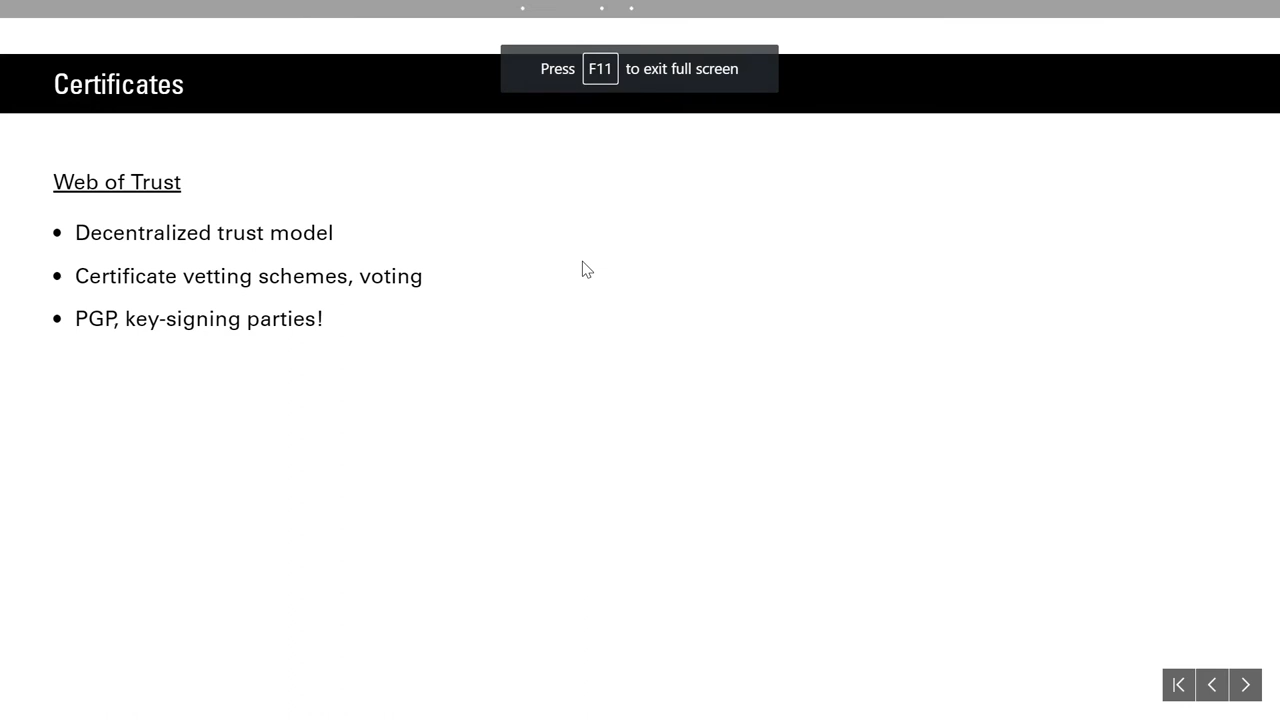 Press F11 to exit full screen
Certificates
Web of Trust
• Decentralized trust model
• Certificate vetting schemes, voting
• PGP, key-signing parties!